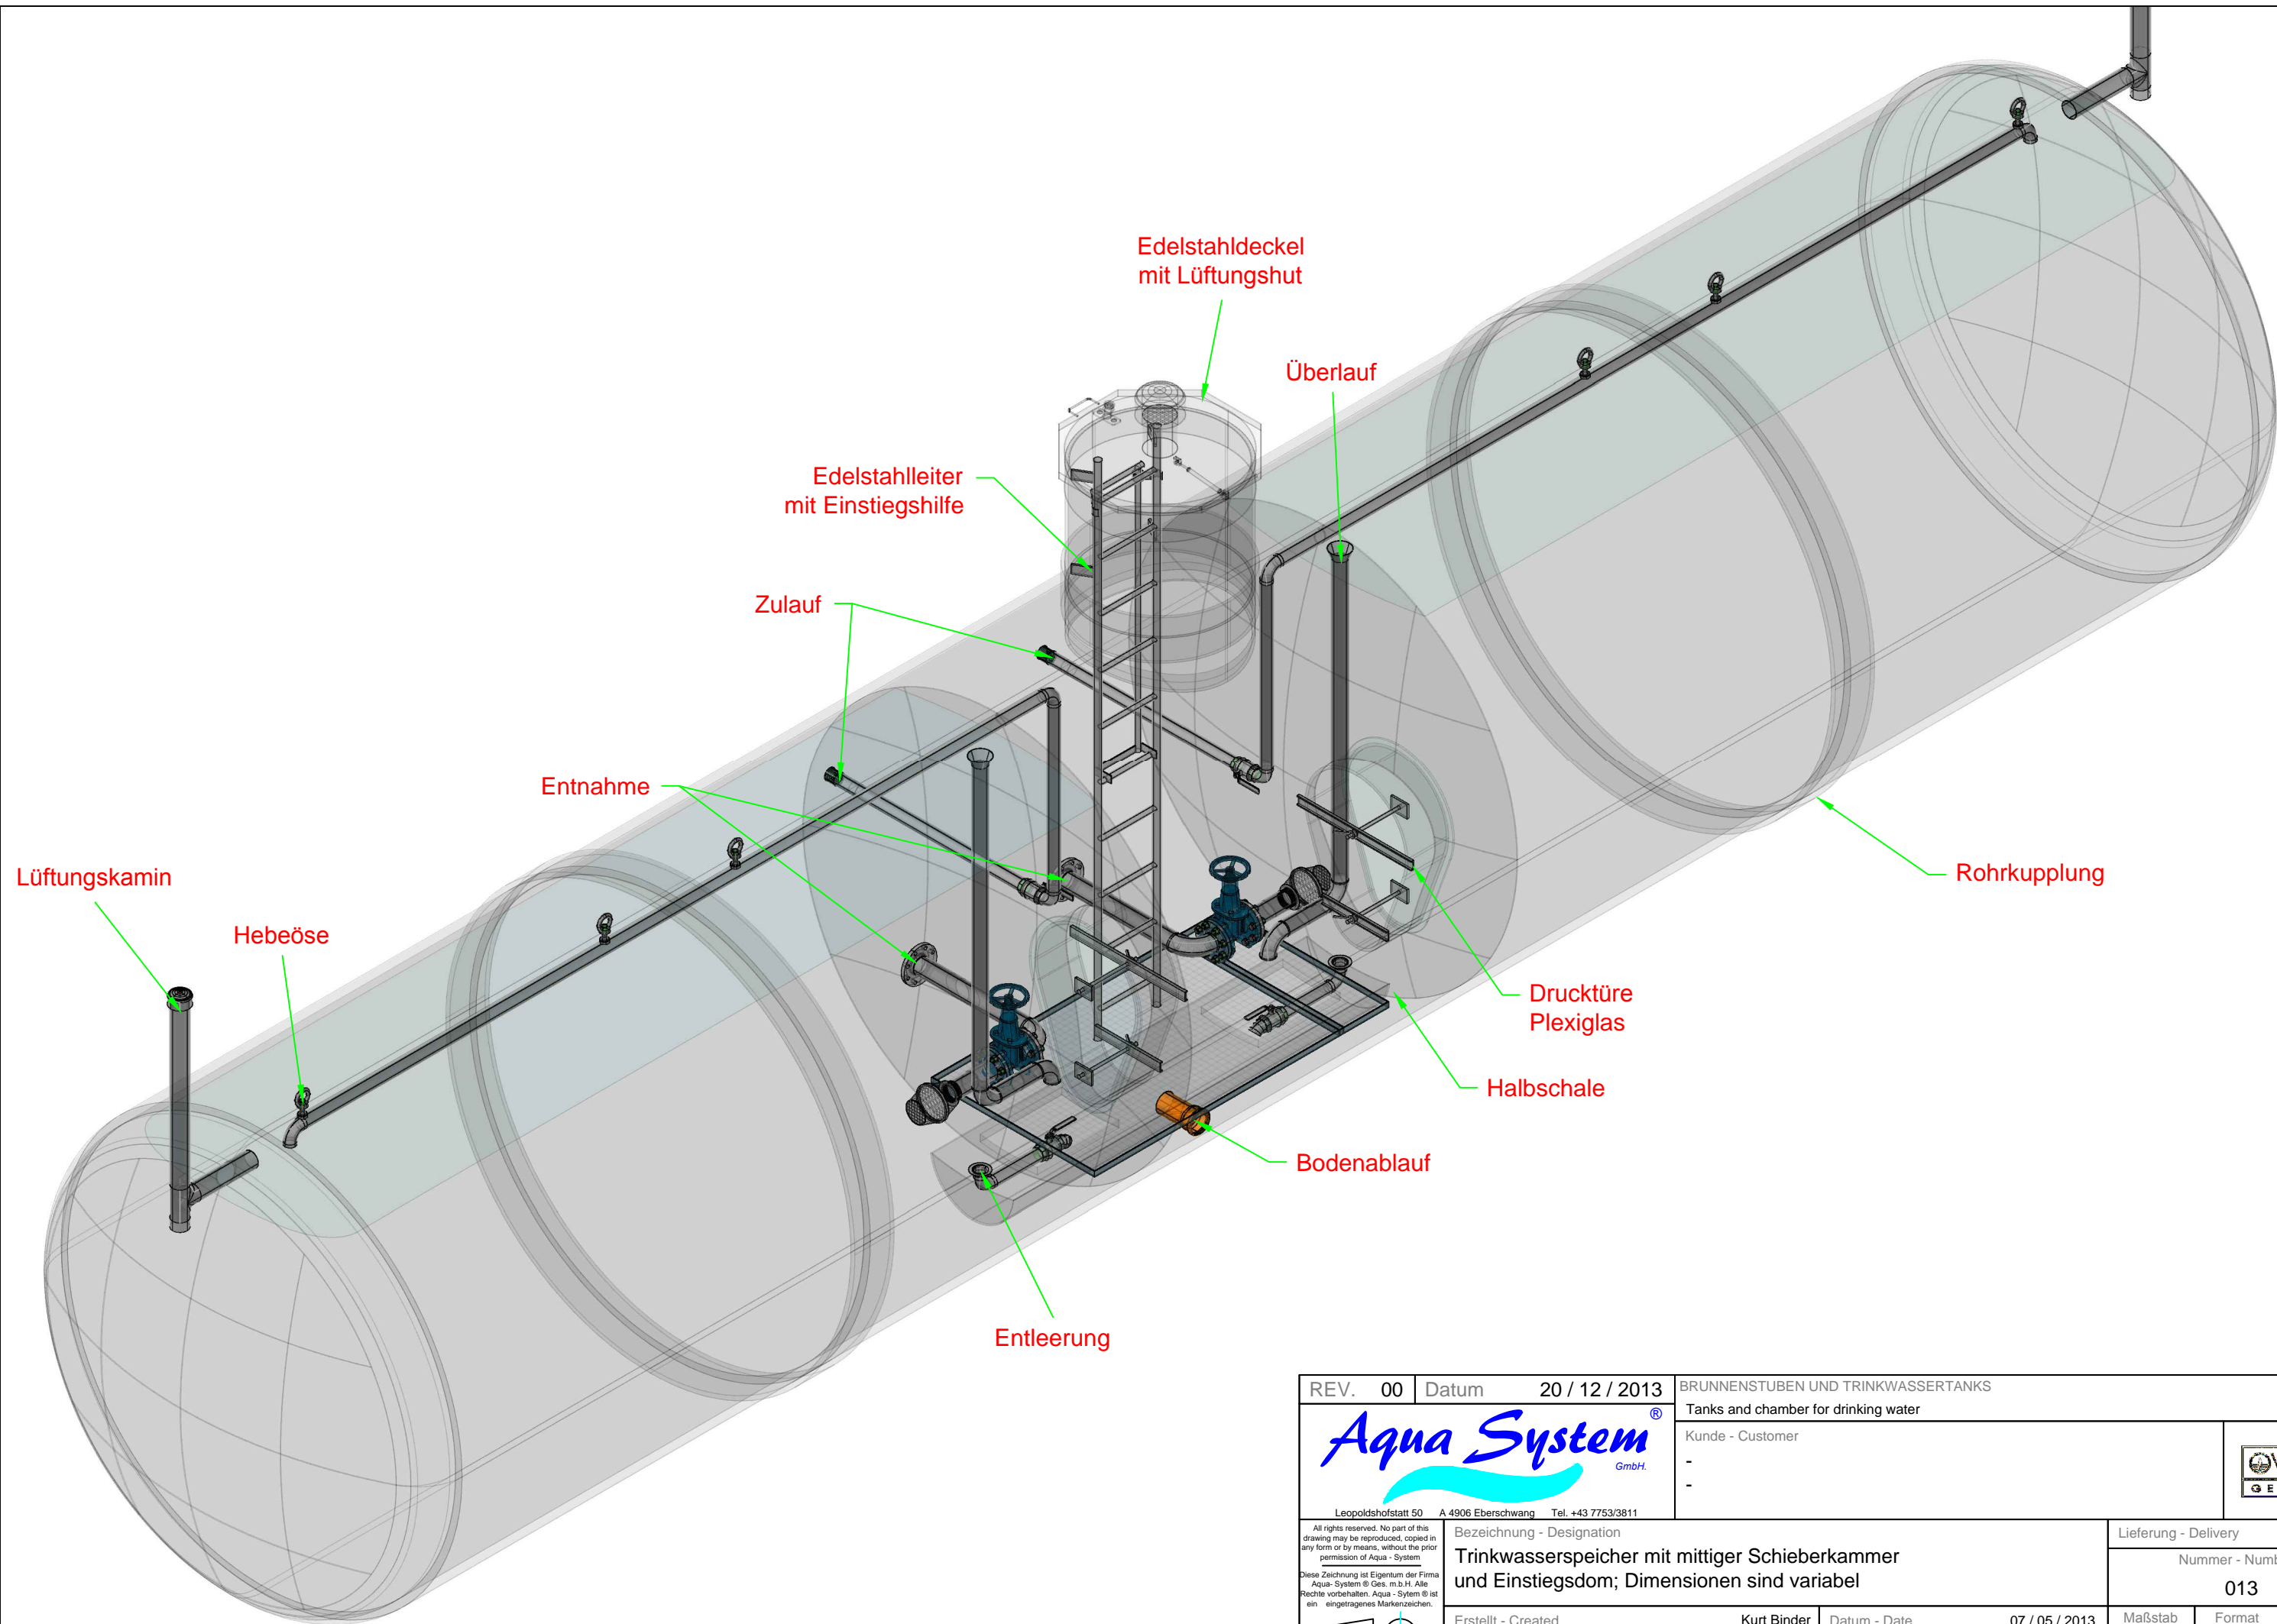 Edelstahldeckel
mit Lüftungshut
Überlauf
Edelstahlleiter
mit Einstiegshilfe
Zulauf
Entnahme
Lüftungskamin
Hebeöse
Rohrkupplung
Drucktüre
Plexiglas
Halbschale
Bodenablauf
Entleerung
REV. 00 Datum 20 / 12 / 2013
BRUNNENSTUBEN UND TRINKWASSERTANKS
Tanks and chamber for drinking water
Aqua System ®
GmbH.
Leopoldshofstatt 50 A 4906 Eberschwang Tel. +43 7753/3811
Kunde - Customer
-
-
All rights reserved. No part of this
drawing may be reproduced, copied in
any form or by means, without the prior
permission of Aqua - System
Diese Zeichnung ist Eigentum der Firma
Aqua- System ® Ges. m.b.H. Alle
Rechte vorbehalten. Aqua - Sytem ® ist
ein eingetragenes Markenzeichen.
Bezeichnung - Designation
Trinkwasserspeicher mit mittiger Schieberkammer
und Einstiegsdom; Dimensionen sind variabel
Lieferung - Delivery
Nummer - Numb
013
Erstellt - Created Kurt Binder Datum - Date 07 / 05 / 2013 Maßstab Format